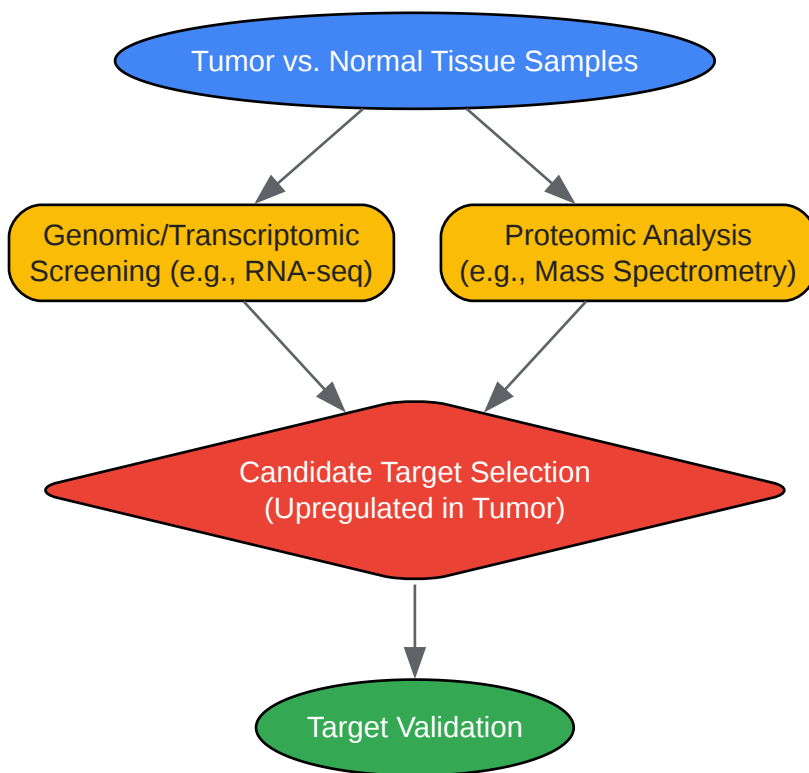 Tumor vs. Normal Tissue Samples
Genomic/Transcriptomic
Screening (e.g., RNA-seq)
Proteomic Analysis
(e.g., Mass Spectrometry)
Candidate Target Selection
(Upregulated in Tumor)
Target Validation